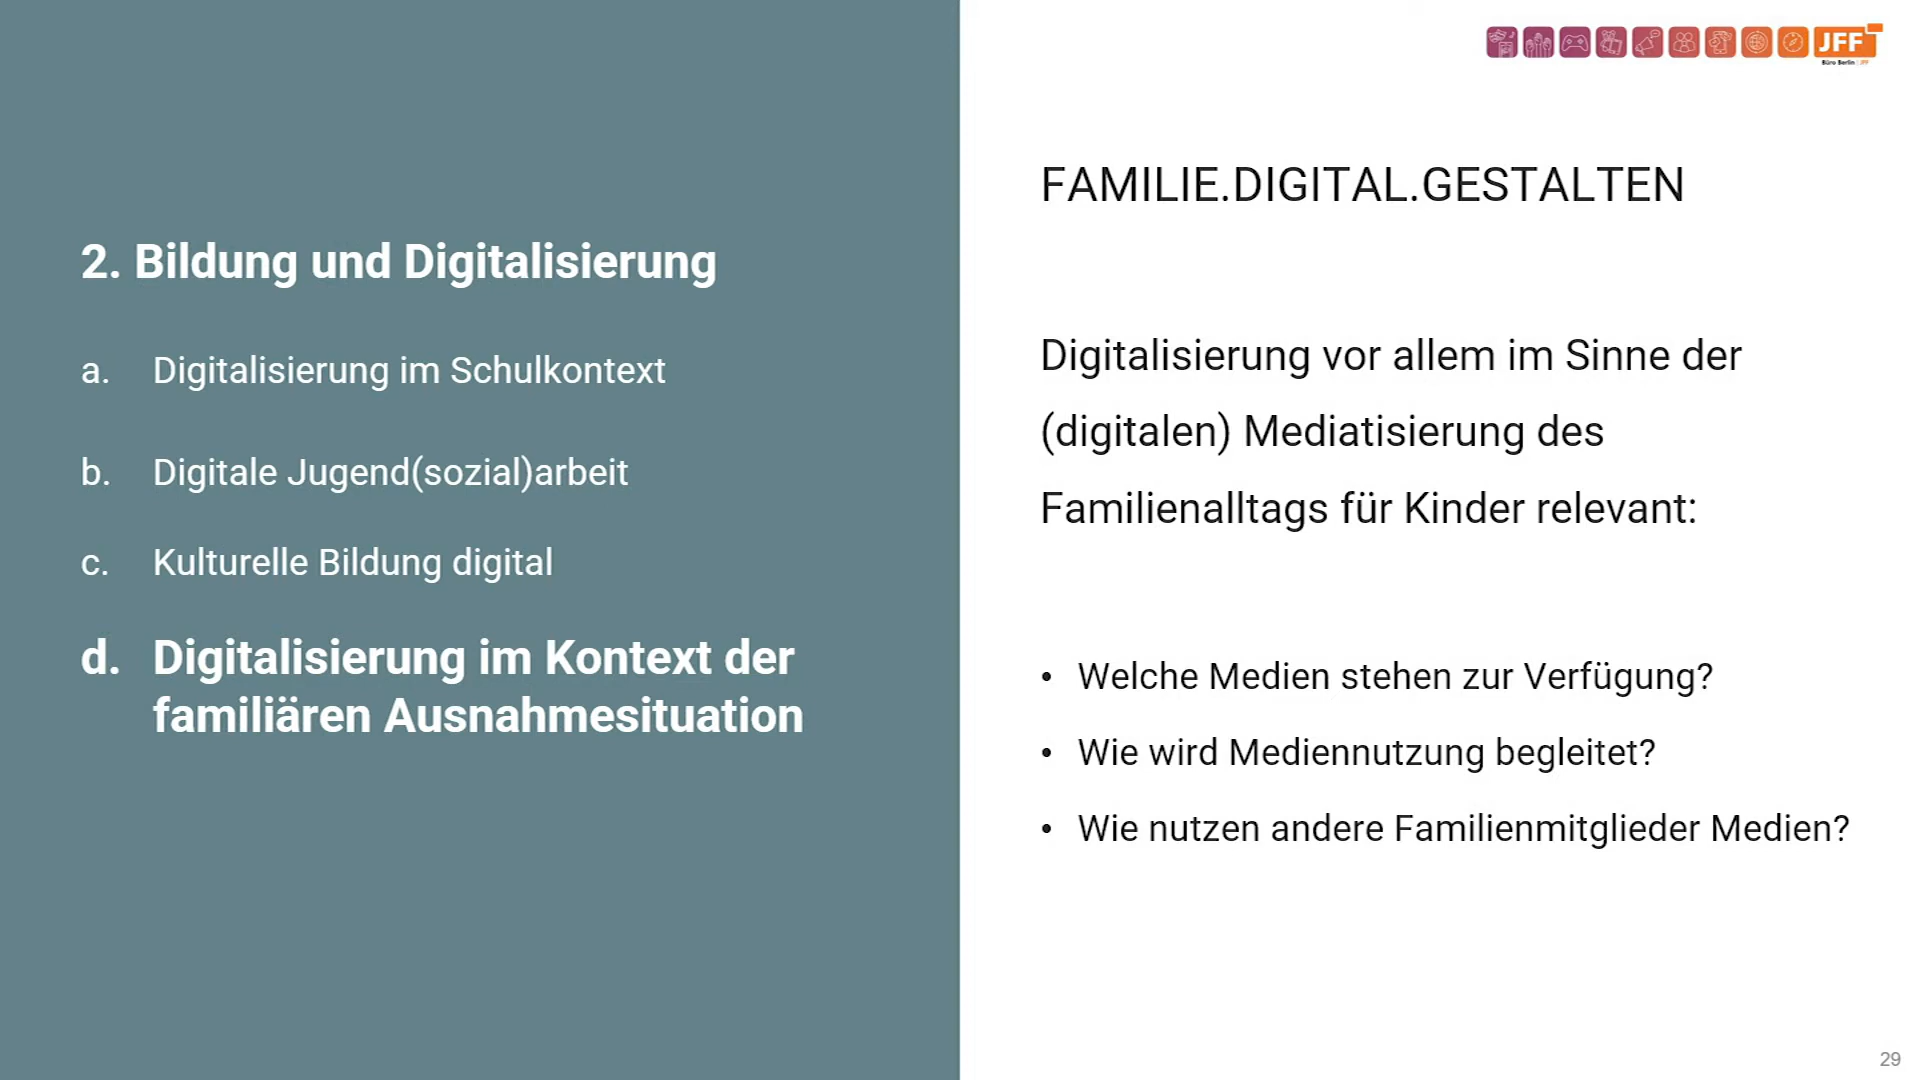 2. Bildung und Digitalisierung
a. Digitalisierung im Schulkontext
b. Digitale Jugend(sozial)arbeit
c. Kulturelle Bildung digital
d. Digitalisierung im Kontext der
familiären Ausnahmesituation
JFF
Büro Berlin | JFF
FAMILIE.DIGITAL.GESTALTEN
Digitalisierung vor allem im Sinne der
(digitalen) Mediatisierung des
Familienalltags für Kinder relevant:
• Welche Medien stehen zur Verfügung?
• Wie wird Mediennutzung begleitet?
• Wie nutzen andere Familienmitglieder Medien?
29